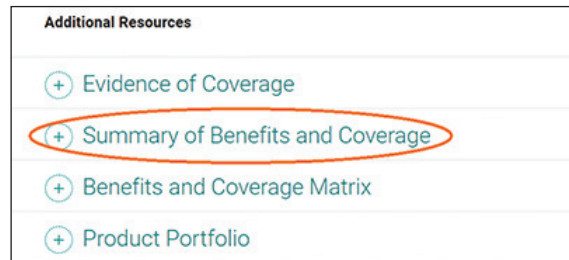 Additional Resources
Evidence of Coverage
Summary of Benefits and Coverage
Benefits and Coverage Matrix
Product Portfolio